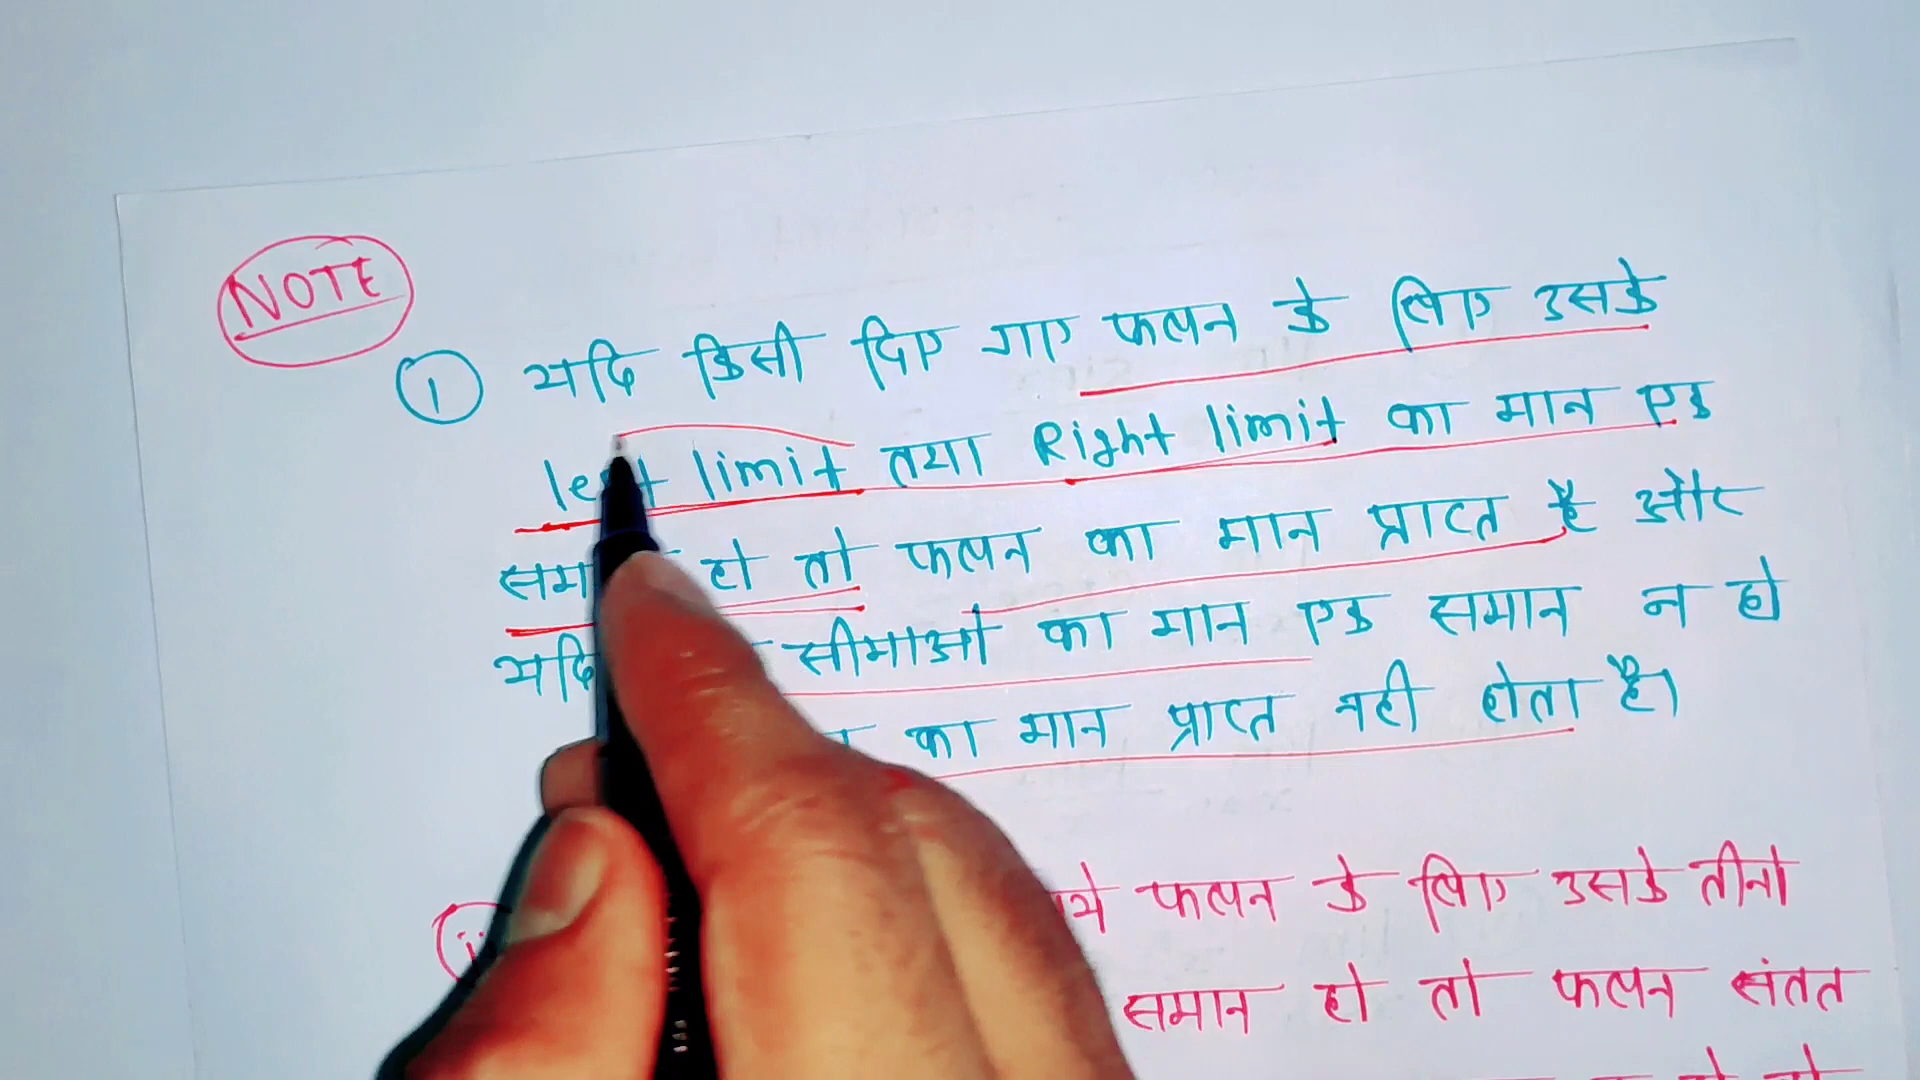 NOTE
① यदि किसी दिए गए फलन के लिए उसके
left limit तथा Right limit का मान एक
समान हो तो फलन का मान प्राप्त है और
यदि सीमाओं का मान एक समान न हो
का मान प्राप्त नही होता है।
फलन के लिए उसके तीनो
समान हो तो फलन संतत